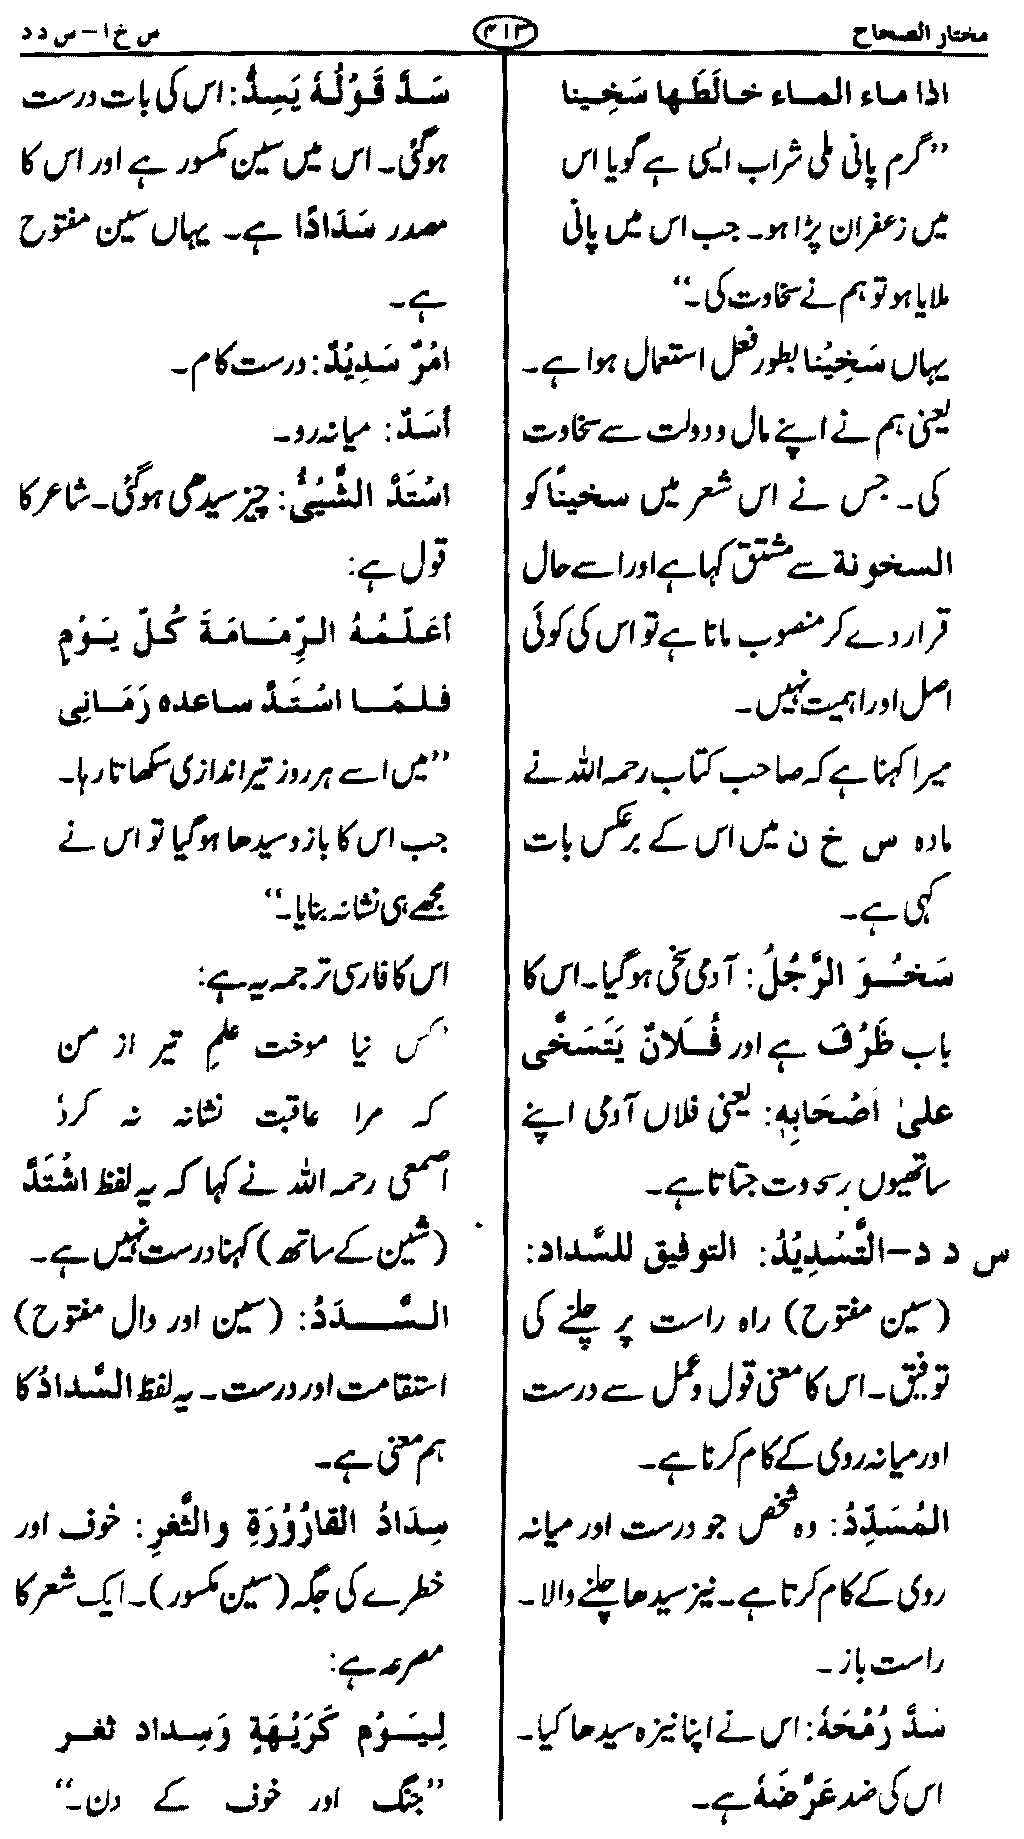 مختار الصحاح
۴۱۳
س خ ا – س د د
اذا ماء الماء خالَطَها سَخِينا
”گرم پانی ملی شراب ایسی ہے گویا اس
میں زعفران پڑا ہو۔ جب اس میں پانی
ملایا ہو تو ہم نے سخاوت کی۔“
یہاں سَخِیْنا بطور فعل استعمال ہوا ہے۔
یعنی ہم نے اپنے مال و دولت سے سخاوت
کی۔ جس نے اس شعر میں سخینًا کو
السخونة سے مشتق کہا ہے اور اسے حال
قرار دے کر منصوب مانا ہے تو اس کی کوئی
اصل اور اہمیت نہیں۔
میرا کہنا ہے کہ صاحب کتاب رحمہ اللہ نے
مادہ س خ ن میں اس کے برعکس بات
کہی ہے۔
سَخُوَ الرَّجُلُ: آدمی سخی ہو گیا۔ اس کا
باب ظَرُفَ ہے اور فُلَانٌ يَتَسَخّٰى
علىٰ اَصْحَابِهٖ: یعنی فلاں آدمی اپنے
ساتھیوں پر سخاوت جتاتا ہے۔
س د د–التَّسْدِيْدُ: التوفيق للسَّداد:
(سین مفتوح) راہ راست پر چلنے کی
توفیق۔ اس کا معنی قول و عمل سے درست
اور میانہ روی کے کام کرنا ہے۔
المُسَدِّدُ: وہ شخص جو درست اور میانہ
روی کے کام کرتا ہے۔ نیز سیدھا چلنے والا۔
راست باز۔
سَدَّ رُمْحَهٗ: اس نے اپنا نیزہ سیدھا کیا۔
اس کی ضد عَرَّضَهٗ ہے۔
سَدَّ قَوْلُهٗ يَسِدُّ: اس کی بات درست
ہو گئی۔ اس میں سین مکسور ہے اور اس کا
مصدر سَدَادًا ہے۔ یہاں سین مفتوح
ہے۔
اَمْرٌ سَدِيْدٌ: درست کام۔
أَسَدّ: میانہ رو۔
اسْتَدَّ الشَّيْیُٔ: چیز سیدھی ہو گئی۔ شاعر کا
قول ہے:
أعَلِّمُهُ الرِّمَامَةَ كُلّ يَوْمٍ
فلمّا اسْتَدَّ ساعده رَمَانِی
”میں اسے ہر روز تیر اندازی سکھاتا رہا۔
جب اس کا بازو سیدھا ہو گیا تو اس نے
مجھے ہی نشانہ بنایا۔“
اس کا فارسی ترجمہ یہ ہے:
کس نیا موخت علمِ تیر از من
کہ مرا عاقبت نشانہ نہ کرد
اصمعی رحمہ اللہ نے کہا کہ یہ لفظ اشْتَدَّ
(شین کے ساتھ) کہنا درست نہیں ہے۔
السَّدَدُ: (سین اور دال مفتوح)
استقامت اور درست۔ یہ لفظ السَّدادُ کا
ہم معنی ہے۔
سِدَادُ القارُوْرَةِ والثَّغرِ: خوف اور
خطرے کی جگہ (سین مکسور)۔ ایک شعر کا
مصرعہ ہے:
لِيَوْمِ كَرَيْهَةٍ وَسِداد ثغر
”جنگ اور خوف کے دن۔“